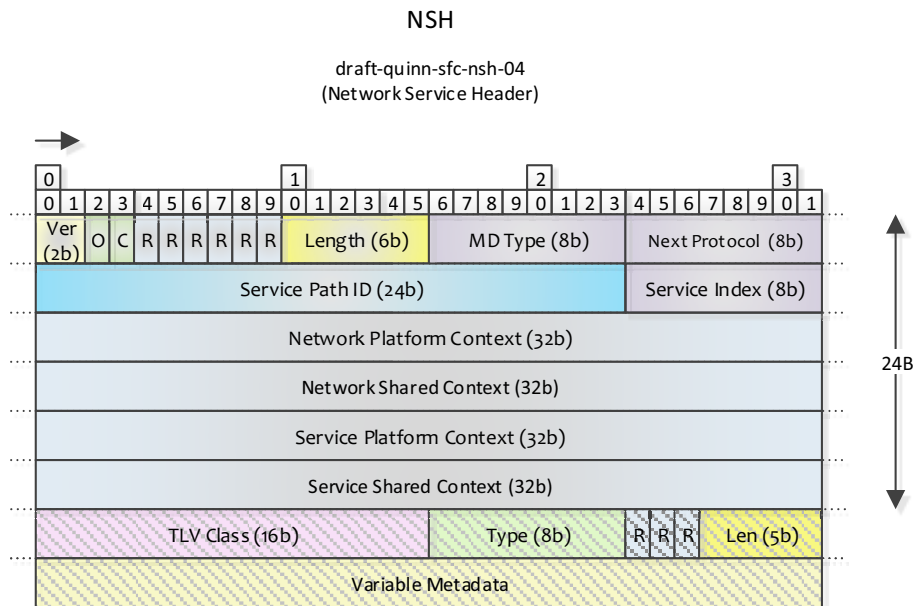 NSH
draft-quinn-sfc-nsh-04
(Network Service Header)
0 1 2 3
0 1 2 3 4 5 6 7 8 9 0 1 2 3 4 5 6 7 8 9 0 1 2 3 4 5 6 7 8 9 0 1
Ver
(2b) O C R R R R R R Length (6b) MD Type (8b) Next Protocol (8b)
Service Path ID (24b) Service Index (8b)
Network Platform Context (32b)
24B
Network Shared Context (32b)
Service Platform Context (32b)
Service Shared Context (32b)
TLV Class (16b) Type (8b) R R R Len (5b)
Variable Metadata